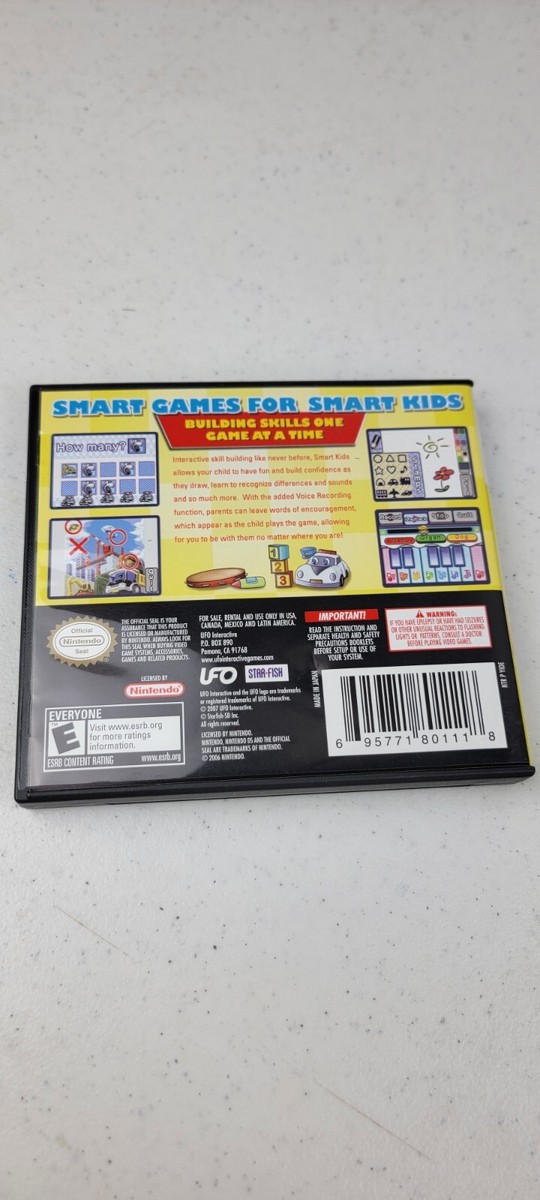 SMART GAMES FOR SMART KIDS
BUILDING SKILLS ONE
GAME AT A TIME
How many?
Interactive skill building like never before, Smart Kids
allows your child to have fun and build confidence as
they draw, learn to recognize differences and sounds
and so much more. With the added Voice Recording
function, parents can leave words of encouragement,
which appear as the child plays the game, allowing
for you to be with them no matter where you are!
1
2
3
Official
Nintendo
Seal
THE OFFICIAL SEAL IS YOUR
ASSURANCE THAT THIS PRODUCT
IS LICENSED OR MANUFACTURED
BY NINTENDO. ALWAYS LOOK FOR
THIS SEAL WHEN BUYING VIDEO
GAME SYSTEMS, ACCESSORIES,
GAMES AND RELATED PRODUCTS.
LICENSED BY
Nintendo
EVERYONE
E
Visit www.esrb.org
for more ratings
information.
ESRB CONTENT RATING www.esrb.org
FOR SALE, RENTAL AND USE ONLY IN USA,
CANADA, MEXICO AND LATIN AMERICA.
UFO Interactive
P.O. BOX 890
Pomona, CA 91768
www.ufointeractivegames.com
UFO STAR-FISH
UFO Interactive and the UFO logo are trademarks
or registered trademarks of UFO Interactive.
© 2007 UFO Interactive.
© Starfish SD Inc.
All rights reserved.
LICENSED BY NINTENDO.
NINTENDO, NINTENDO DS AND THE OFFICIAL
SEAL ARE TRADEMARKS OF NINTENDO.
© 2006 NINTENDO.
IMPORTANT!
READ THE INSTRUCTION AND
SEPARATE HEALTH AND SAFETY
PRECAUTIONS BOOKLETS
BEFORE SETUP OR USE OF
YOUR SYSTEM.
WARNING:
IF YOU HAVE EPILEPSY OR HAVE HAD SEIZURES
OR OTHER UNUSUAL REACTIONS TO FLASHING
LIGHTS OR PATTERNS, CONSULT A DOCTOR
BEFORE PLAYING VIDEO GAMES.
MADE IN JAPAN
6 95771 80111 8